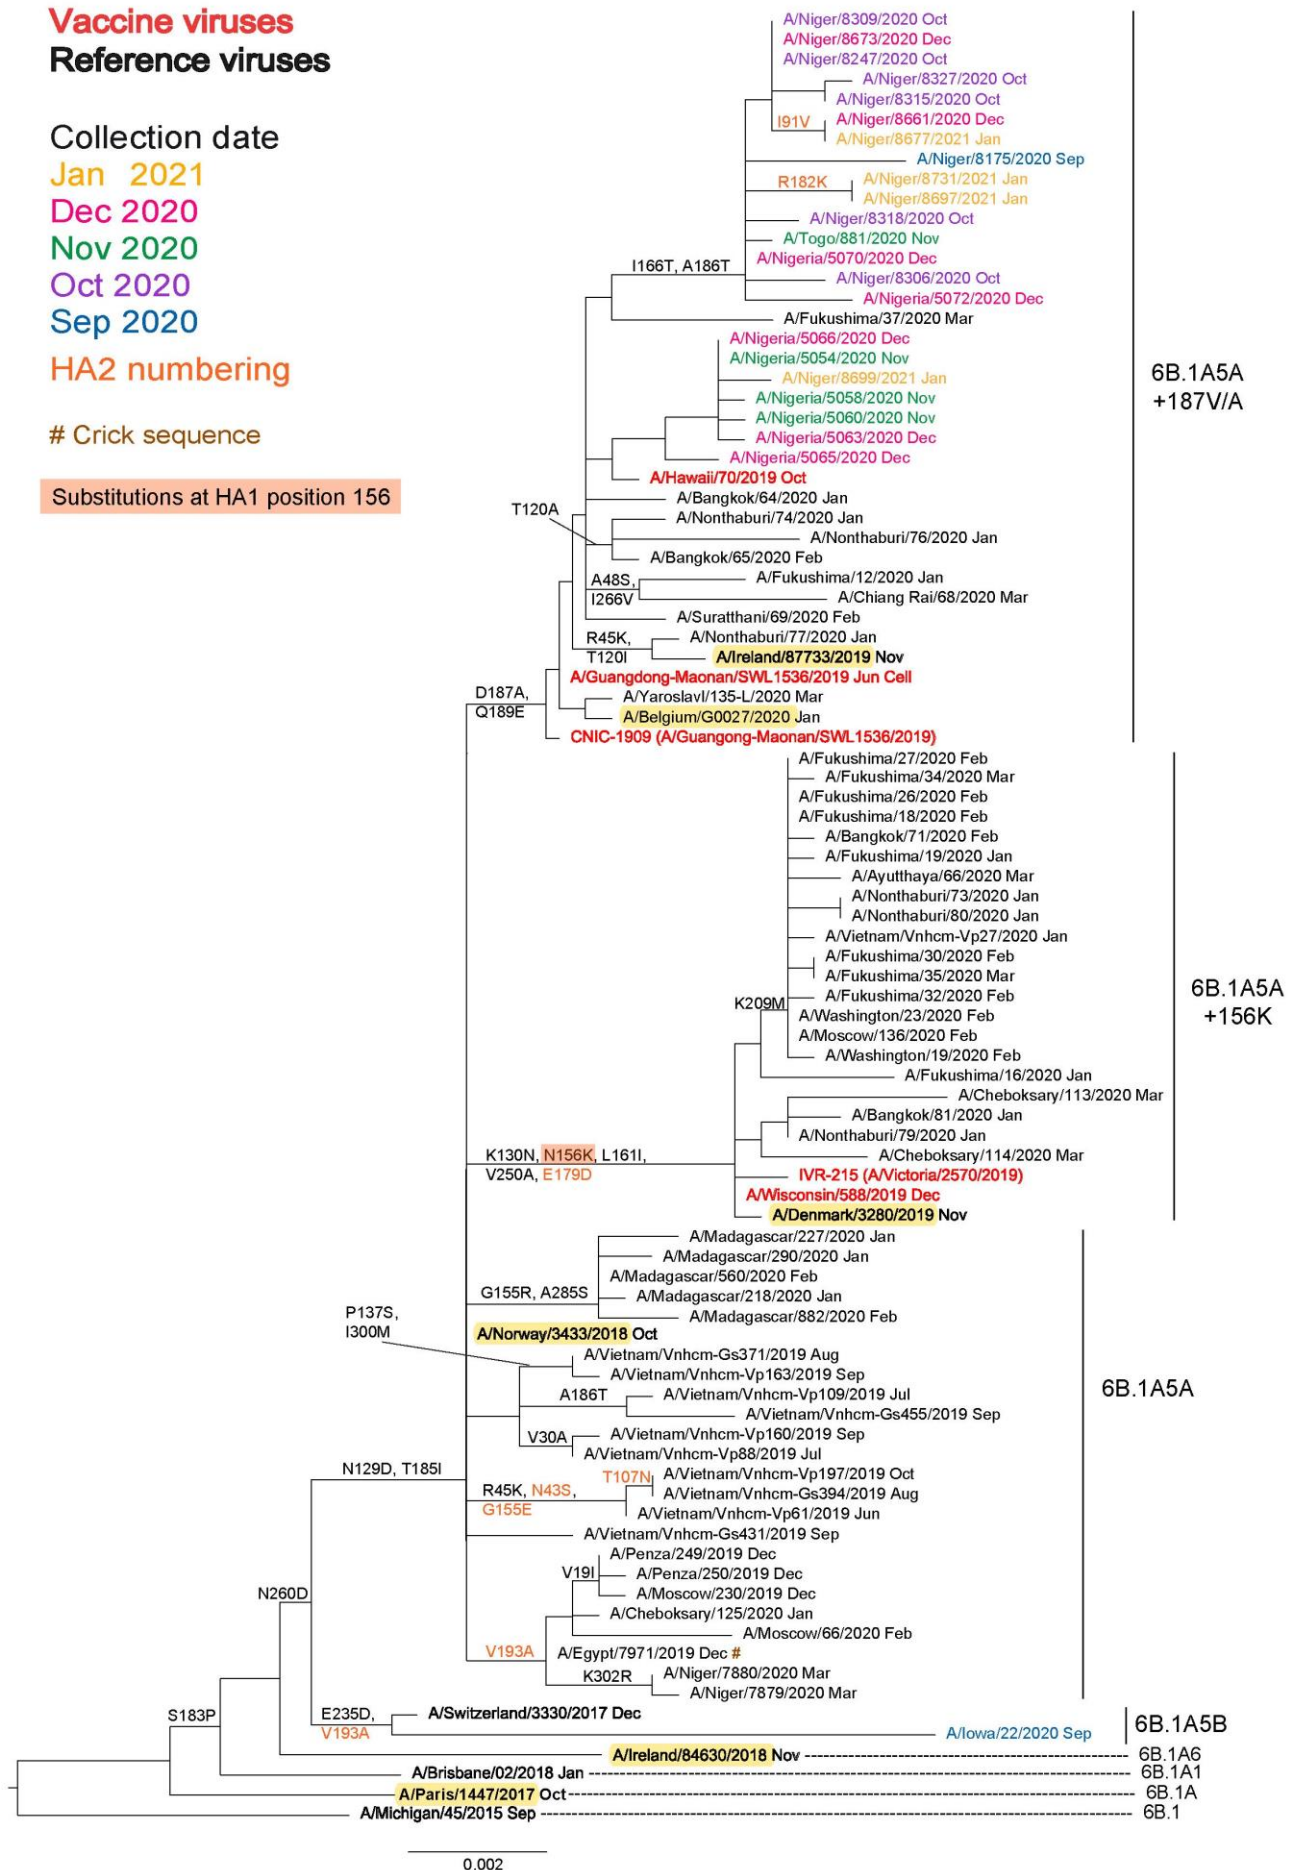 Vaccine viruses
Reference viruses
Collection date
Jan 2021
Dec 2020
Nov 2020
Oct 2020
Sep 2020
HA2 numbering
# Crick sequence
Substitutions at HA1 position 156
A/Niger/8309/2020 Oct
A/Niger/8673/2020 Dec
A/Niger/8247/2020 Oct
A/Niger/8327/2020 Oct
A/Niger/8315/2020 Oct
I91V
A/Niger/8661/2020 Dec
A/Niger/8677/2021 Jan
A/Niger/8175/2020 Sep
R182K
A/Niger/8731/2021 Jan
A/Niger/8697/2021 Jan
A/Niger/8318/2020 Oct
A/Togo/881/2020 Nov
A/Nigeria/5070/2020 Dec
I166T, A186T
A/Niger/8306/2020 Oct
A/Nigeria/5072/2020 Dec
A/Fukushima/37/2020 Mar
A/Nigeria/5066/2020 Dec
A/Nigeria/5054/2020 Nov
A/Niger/8699/2021 Jan
A/Nigeria/5058/2020 Nov
A/Nigeria/5060/2020 Nov
A/Nigeria/5063/2020 Dec
A/Nigeria/5065/2020 Dec
A/Hawaii/70/2019 Oct
A/Bangkok/64/2020 Jan
T120A
A/Nonthaburi/74/2020 Jan
A/Nonthaburi/76/2020 Jan
A/Bangkok/65/2020 Feb
A48S,
I266V
A/Fukushima/12/2020 Jan
A/Chiang Rai/68/2020 Mar
A/Suratthani/69/2020 Feb
R45K,
T120I
A/Nonthaburi/77/2020 Jan
A/Ireland/87733/2019 Nov
A/Guangdong-Maonan/SWL1536/2019 Jun Cell
D187A,
Q189E
A/Yaroslavl/135-L/2020 Mar
A/Belgium/G0027/2020 Jan
CNIC-1909 (A/Guangong-Maonan/SWL1536/2019)
6B.1A5A
+187V/A
A/Fukushima/27/2020 Feb
A/Fukushima/34/2020 Mar
A/Fukushima/26/2020 Feb
A/Fukushima/18/2020 Feb
A/Bangkok/71/2020 Feb
A/Fukushima/19/2020 Jan
A/Ayutthaya/66/2020 Mar
A/Nonthaburi/73/2020 Jan
A/Nonthaburi/80/2020 Jan
A/Vietnam/Vnhcm-Vp27/2020 Jan
A/Fukushima/30/2020 Feb
A/Fukushima/35/2020 Mar
A/Fukushima/32/2020 Feb
K209M
A/Washington/23/2020 Feb
A/Moscow/136/2020 Feb
A/Washington/19/2020 Feb
A/Fukushima/16/2020 Jan
A/Cheboksary/113/2020 Mar
A/Bangkok/81/2020 Jan
A/Nonthaburi/79/2020 Jan
A/Cheboksary/114/2020 Mar
K130N, N156K, L161I,
V250A, E179D
IVR-215 (A/Victoria/2570/2019)
A/Wisconsin/588/2019 Dec
A/Denmark/3280/2019 Nov
6B.1A5A
+156K
A/Madagascar/227/2020 Jan
A/Madagascar/290/2020 Jan
A/Madagascar/560/2020 Feb
G155R, A285S
A/Madagascar/218/2020 Jan
A/Madagascar/882/2020 Feb
A/Norway/3433/2018 Oct
P137S,
I300M
A/Vietnam/Vnhcm-Gs371/2019 Aug
A/Vietnam/Vnhcm-Vp163/2019 Sep
A186T
A/Vietnam/Vnhcm-Vp109/2019 Jul
A/Vietnam/Vnhcm-Gs455/2019 Sep
V30A
A/Vietnam/Vnhcm-Vp160/2019 Sep
A/Vietnam/Vnhcm-Vp88/2019 Jul
N129D, T185I
R45K, N43S,
G155E
T107N
A/Vietnam/Vnhcm-Vp197/2019 Oct
A/Vietnam/Vnhcm-Gs394/2019 Aug
A/Vietnam/Vnhcm-Vp61/2019 Jun
A/Vietnam/Vnhcm-Gs431/2019 Sep
A/Penza/249/2019 Dec
V19I
A/Penza/250/2019 Dec
A/Moscow/230/2019 Dec
A/Cheboksary/125/2020 Jan
A/Moscow/66/2020 Feb
V193A
A/Egypt/7971/2019 Dec #
K302R
A/Niger/7880/2020 Mar
A/Niger/7879/2020 Mar
6B.1A5A
N260D
E235D,
V193A
A/Switzerland/3330/2017 Dec
A/Iowa/22/2020 Sep
6B.1A5B
S183P
A/Ireland/84630/2018 Nov
6B.1A6
A/Brisbane/02/2018 Jan
6B.1A1
A/Paris/1447/2017 Oct
6B.1A
A/Michigan/45/2015 Sep
6B.1
0.002